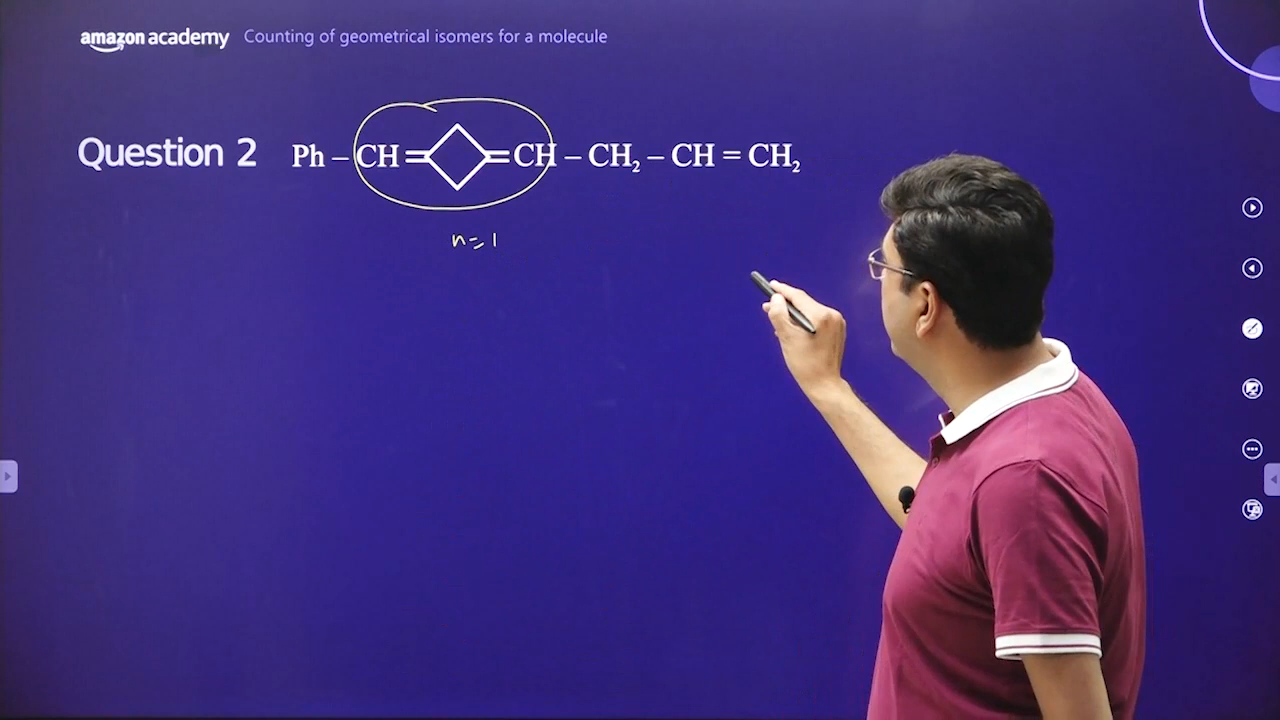 amazon academy Counting of geometrical isomers for a molecule
Question 2 Ph – CH = = CH – CH₂ – CH = CH₂
n = 1